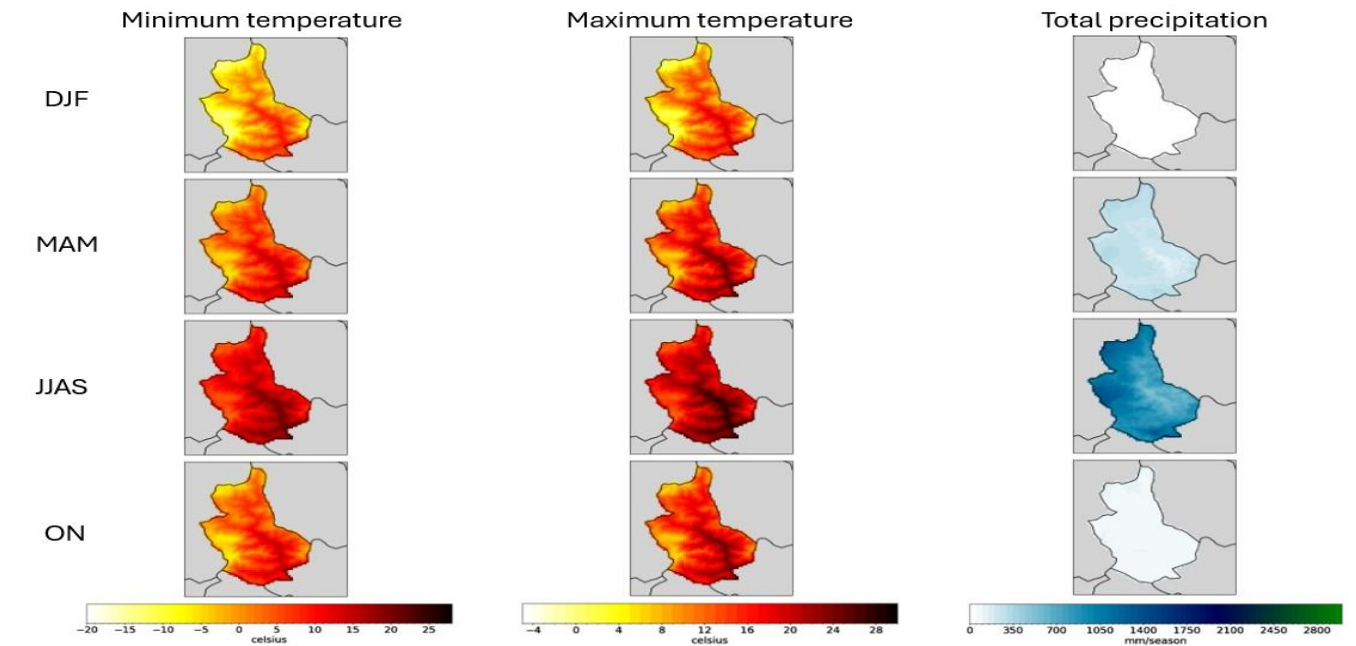 Minimum temperature Maximum temperature Total precipitation
DJF
MAM
JJAS
ON
−20 −15 −10 −5 0 5 10 15 20 25
celsius
−4 0 4 8 12 16 20 24 28
celsius
0 350 700 1050 1400 1750 2100 2450 2800
mm/season